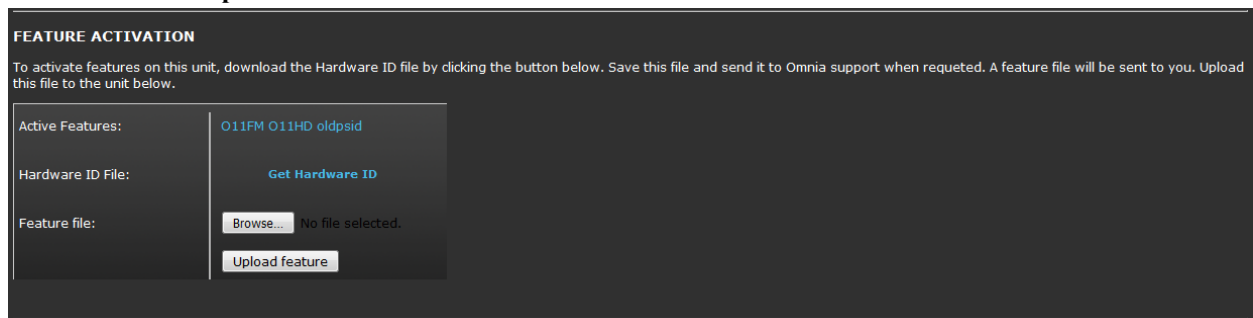 FEATURE ACTIVATION
To activate features on this unit, download the Hardware ID file by clicking the button below. Save this file and send it to Omnia support when requeted. A feature file will be sent to you. Upload
this file to the unit below.
Active Features: O11FM O11HD oldpsid
Hardware ID File: Get Hardware ID
Feature file: Browse... No file selected.
Upload feature